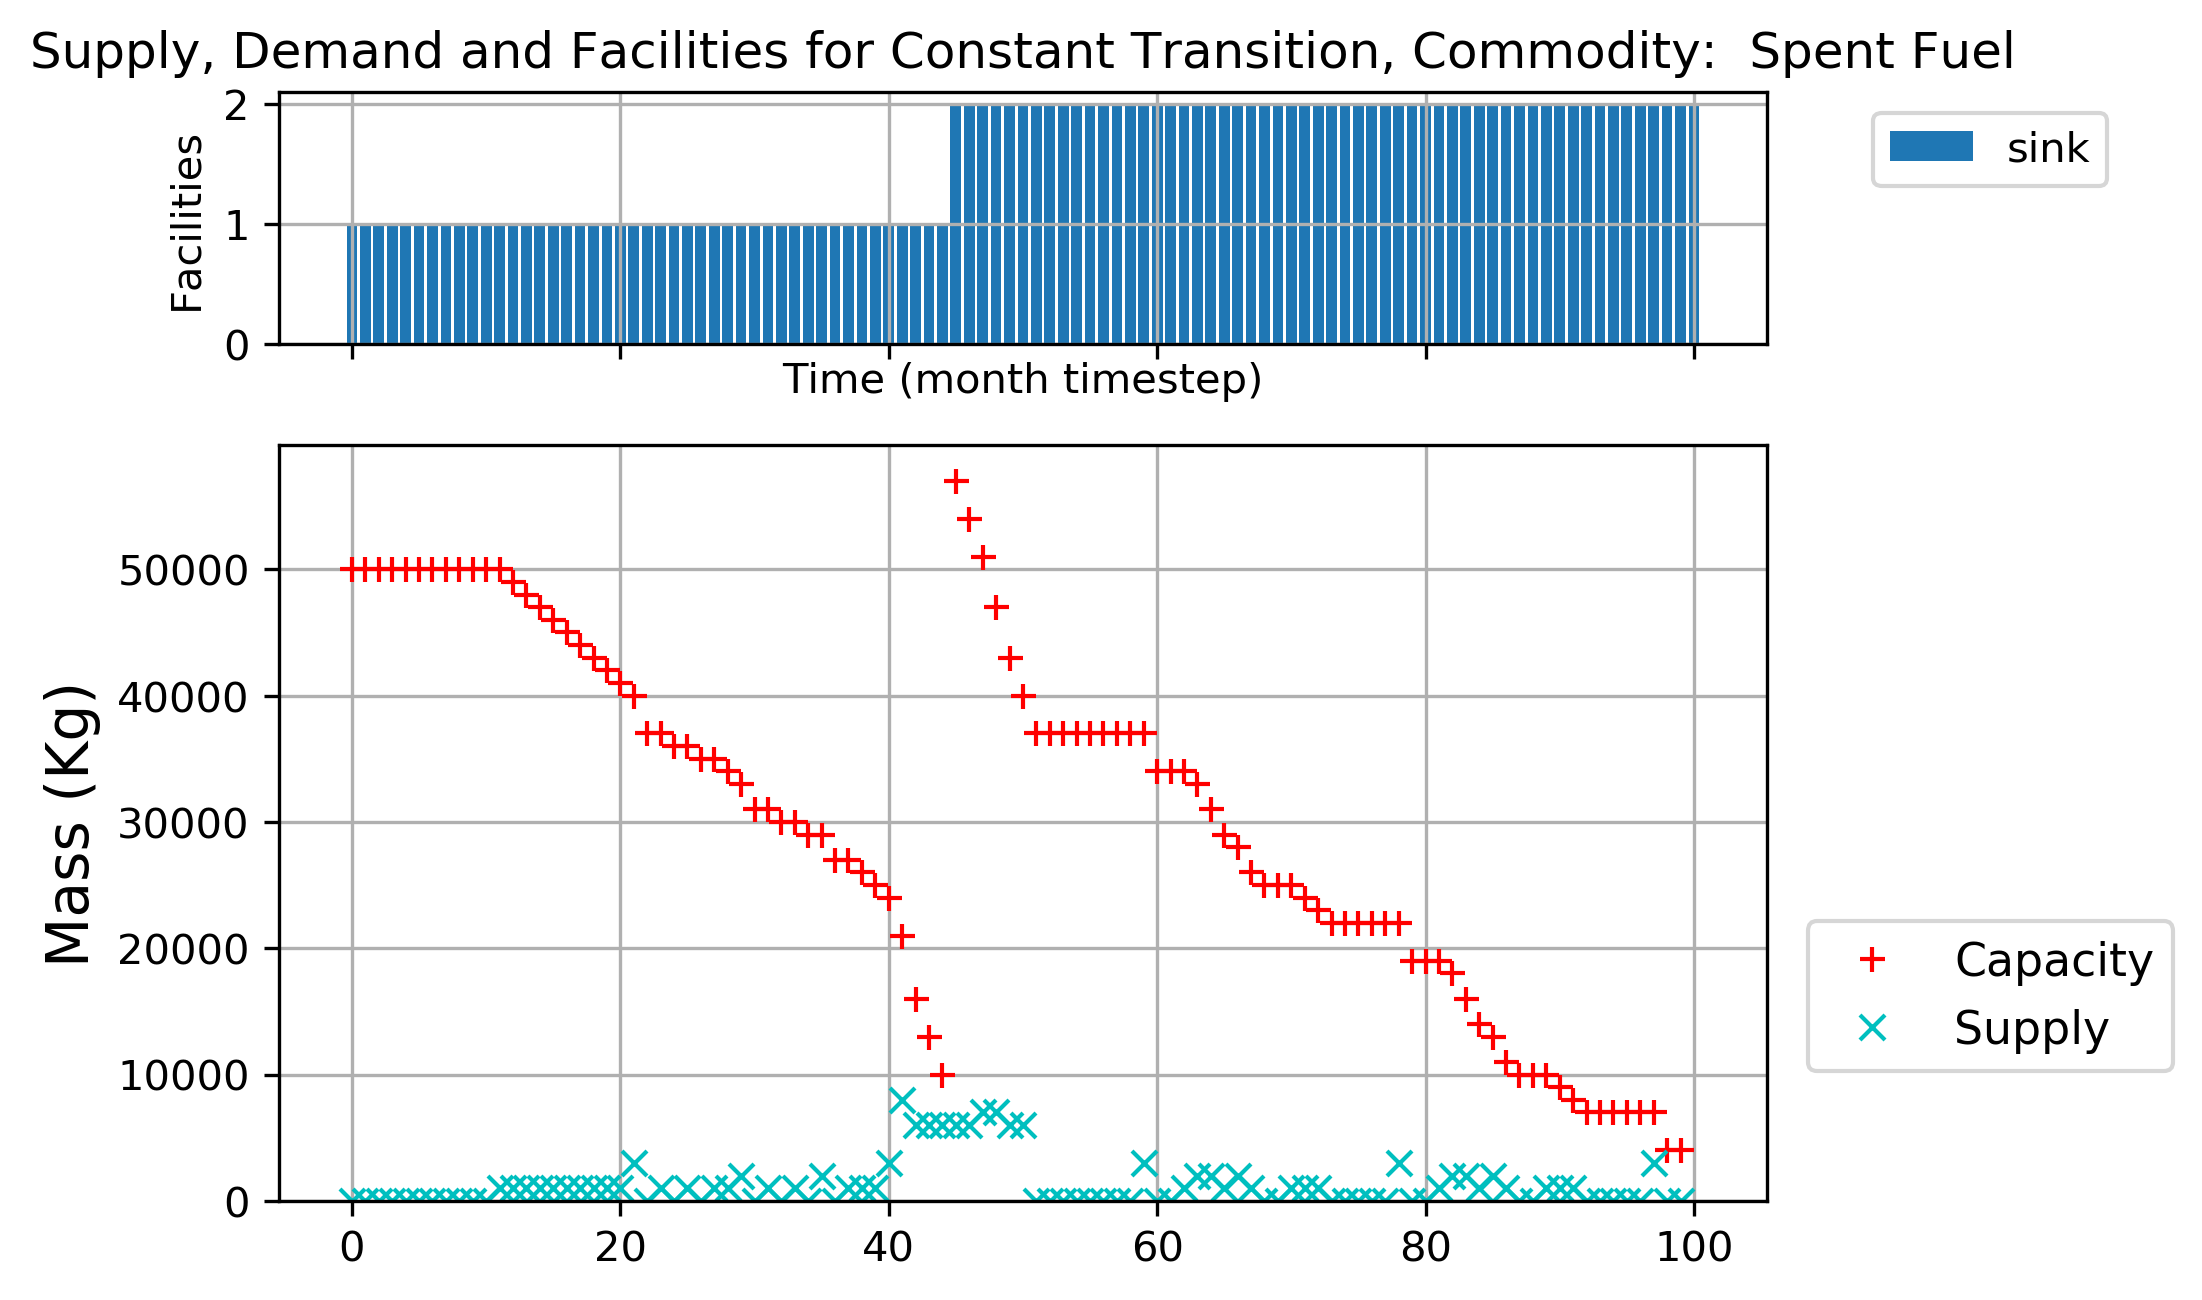 Supply, Demand and Facilities for Constant Transition, Commodity:  Spent Fuel
2
1
0
Facilities
sink
Time (month timestep)
50000
40000
30000
20000
10000
0
Mass (Kg)
Capacity
Supply
0 20 40 60 80 100